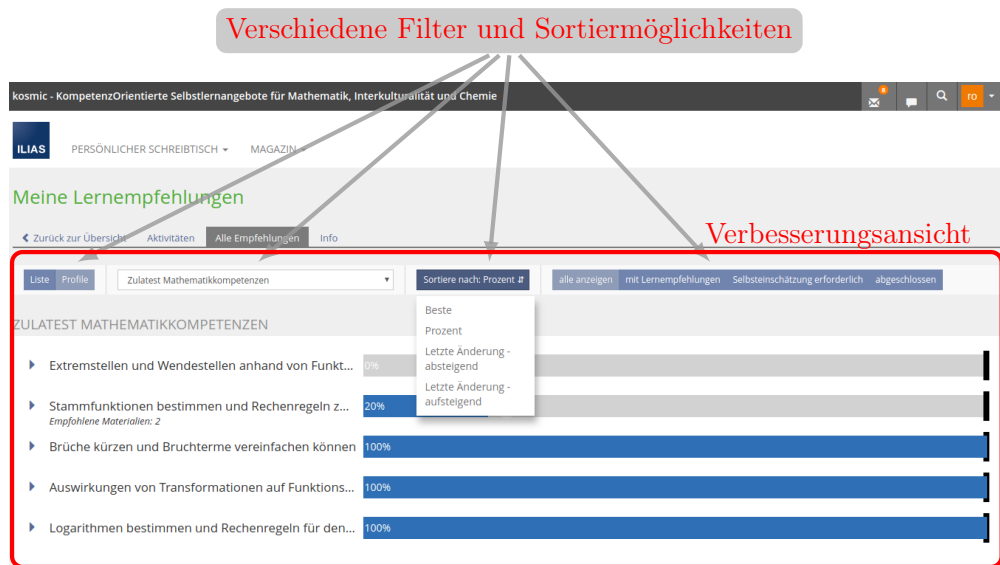 Verschiedene Filter und Sortiermöglichkeiten
kosmic - KompetenzOrientierte Selbstlernangebote für Mathematik, Interkulturalität und Chemie
8
ro
ILIAS
PERSÖNLICHER SCHREIBTISCH
MAGAZIN
Meine Lernempfehlungen
Zurück zur Übersicht
Aktivitäten
Alle Empfehlungen
Info
Verbesserungsansicht
Liste
Profile
Zulatest Mathematikkompetenzen
Sortiere nach: Prozent
alle anzeigen
mit Lernempfehlungen
Selbsteinschätzung erforderlich
abgeschlossen
Beste
Prozent
Letzte Änderung -
absteigend
Letzte Änderung -
aufsteigend
ZULATEST MATHEMATIKKOMPETENZEN
Extremstellen und Wendestellen anhand von Funkt...
0%
Stammfunktionen bestimmen und Rechenregeln z...
20%
Empfohlene Materialien: 2
Brüche kürzen und Bruchterme vereinfachen können
100%
Auswirkungen von Transformationen auf Funktions...
100%
Logarithmen bestimmen und Rechenregeln für den...
100%